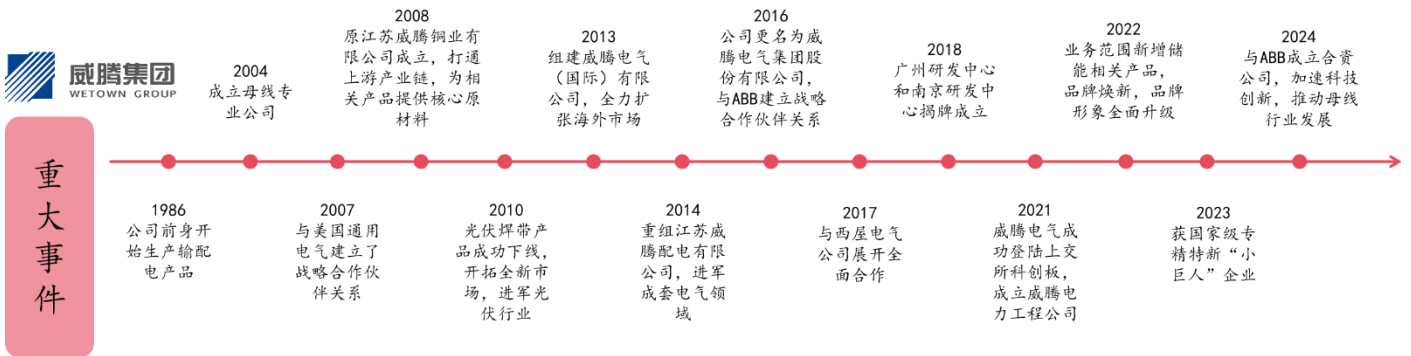 威腾集团
WETOWN GROUP
重
大
事
件
1986
公司前身开
始生产输配
电产品
2004
成立母线专
业公司
2007
与美国通用
电气建立了
战略合作伙
伴关系
2008
原江苏威腾铜业有
限公司成立，打通
上游产业链，为相
关产品提供核心原
材料
2010
光伏焊带产
品成功下线，
开拓全新市
场，进军光
伏行业
2013
组建威腾电气
（国际）有限
公司，全力扩
张海外市场
2014
重组江苏威
腾配电有限
公司，进军
成套电气领
域
2016
公司更名为威
腾电气集团股
份有限公司，
与ABB建立战略
合作伙伴关系
2017
与西屋电气
公司展开全
面合作
2018
广州研发中心
和南京研发中
心揭牌成立
2021
威腾电气成
功登陆上交
所科创板，
成立威腾电
力工程公司
2022
业务范围新增储
能相关产品，
品牌焕新，品牌
形象全面升级
2023
获国家级专
精特新“小
巨人”企业
2024
与ABB成立合资
公司，加速科技
创新，推动母线
行业发展